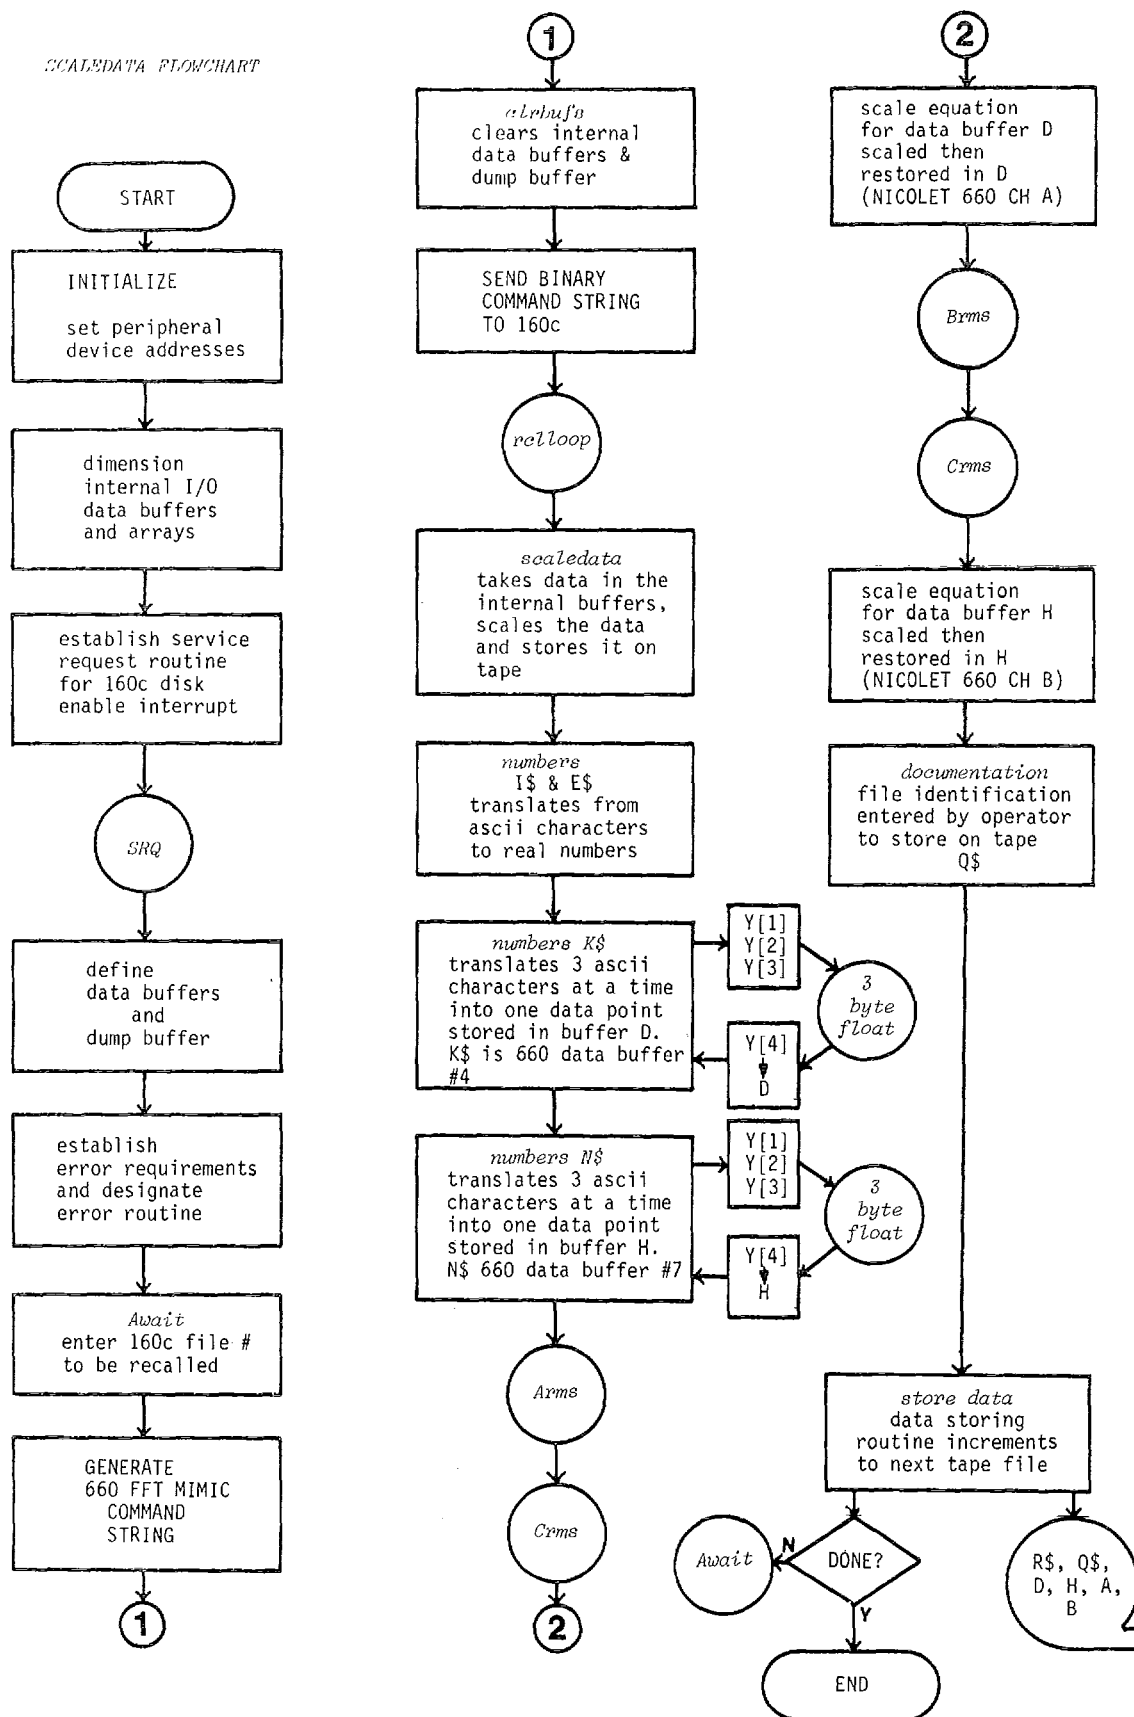 SCALEDATA FLOWCHART
START
INITIALIZE
set peripheral
device addresses
dimension
internal I/O
data buffers
and arrays
establish service
request routine
for 160c disk
enable interrupt
SRQ
define
data buffers
and
dump buffer
establish
error requirements
and designate
error routine
Await
enter 160c file #
to be recalled
GENERATE
660 FFT MIMIC
COMMAND
STRING
1
1
clrbufs
clears internal
data buffers &
dump buffer
SEND BINARY
COMMAND STRING
TO 160c
rclloop
scaledata
takes data in the
internal buffers,
scales the data
and stores it on
tape
numbers
I$ & E$
translates from
ascii characters
to real numbers
numbers K$
translates 3 ascii
characters at a time
into one data point
stored in buffer D.
K$ is 660 data buffer
#4
Y[1]
Y[2]
Y[3]
3
byte
float
Y[4]
D
numbers N$
translates 3 ascii
characters at a time
into one data point
stored in buffer H.
N$ 660 data buffer #7
Y[1]
Y[2]
Y[3]
3
byte
float
Y[4]
H
Arms
Crms
2
2
scale equation
for data buffer D
scaled then
restored in D
(NICOLET 660 CH A)
Brms
Crms
scale equation
for data buffer H
scaled then
restored in H
(NICOLET 660 CH B)
documentation
file identification
entered by operator
to store on tape
Q$
store data
data storing
routine increments
to next tape file
Await
N
DONE?
Y
END
R$, Q$,
D, H, A,
B